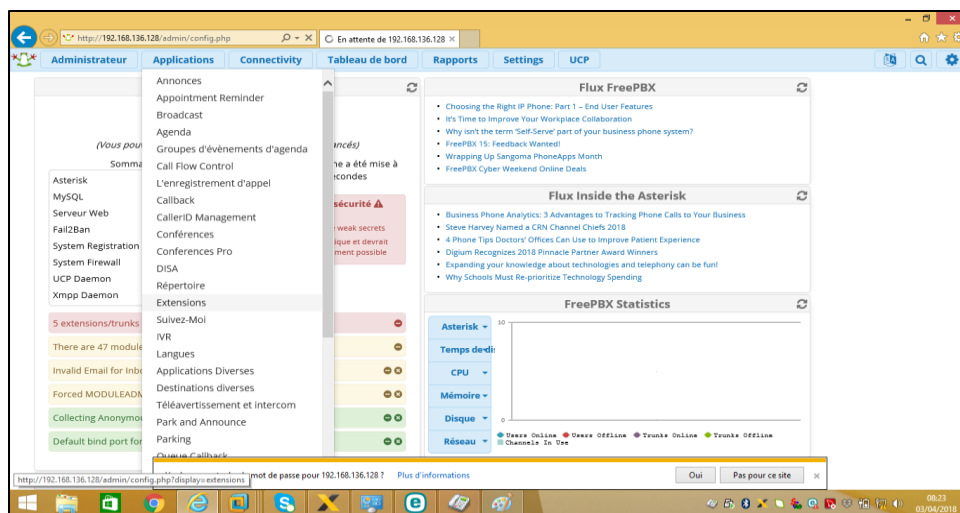 http://192.168.136.128/admin/config.php
En attente de 192.168.136.128
Administrateur
Applications
Connectivity
Tableau de bord
Rapports
Settings
UCP
Annonces
Appointment Reminder
Broadcast
Agenda
Groupes d'évènements d'agenda
Call Flow Control
L'enregistrement d'appel
Callback
CallerID Management
Conférences
Conferences Pro
DISA
Répertoire
Extensions
Suivez-Moi
IVR
Langues
Applications Diverses
Destinations diverses
Téléavertissement et intercom
Park and Announce
Parking
Queue Callback
(Vous pou
ancés)
Somma
ne a été mise à
econdes
Asterisk
MySQL
Serveur Web
Fail2Ban
System Registration
System Firewall
UCP Daemon
Xmpp Daemon
sécurité
weak secrets
ique et devrait
ment possible
5 extensions/trunks
There are 47 module
Invalid Email for Inbo
Forced MODULEADM
Collecting Anonymou
Default bind port for
Flux FreePBX
Choosing the Right IP Phone: Part 1 – End User Features
It's Time to Improve Your Workplace Collaboration
Why isn't the term 'Self-Serve' part of your business phone system?
FreePBX 15: Feedback Wanted!
Wrapping Up Sangoma PhoneApps Month
FreePBX Cyber Weekend Online Deals
Flux Inside the Asterisk
Business Phone Analytics: 3 Advantages to Tracking Phone Calls to Your Business
Steve Harvey Named a CRN Channel Chiefs 2018
4 Phone Tips Doctors' Offices Can Use to Improve Patient Experience
Digium Recognizes 2018 Pinnacle Partner Award Winners
Expanding your knowledge about technologies and telephony can be fun!
Why Schools Must Re-prioritize Technology Spending
FreePBX Statistics
Asterisk
Temps de di
CPU
Mémoire
Disque
Réseau
10
0
Users Online Users Offline Trunks Online Trunks Offline
Channels In Use
mot de passe pour 192.168.136.128 ? Plus d'informations
Oui
Pas pour ce site
http://192.168.136.128/admin/config.php?display=extensions
08:23
03/04/2018